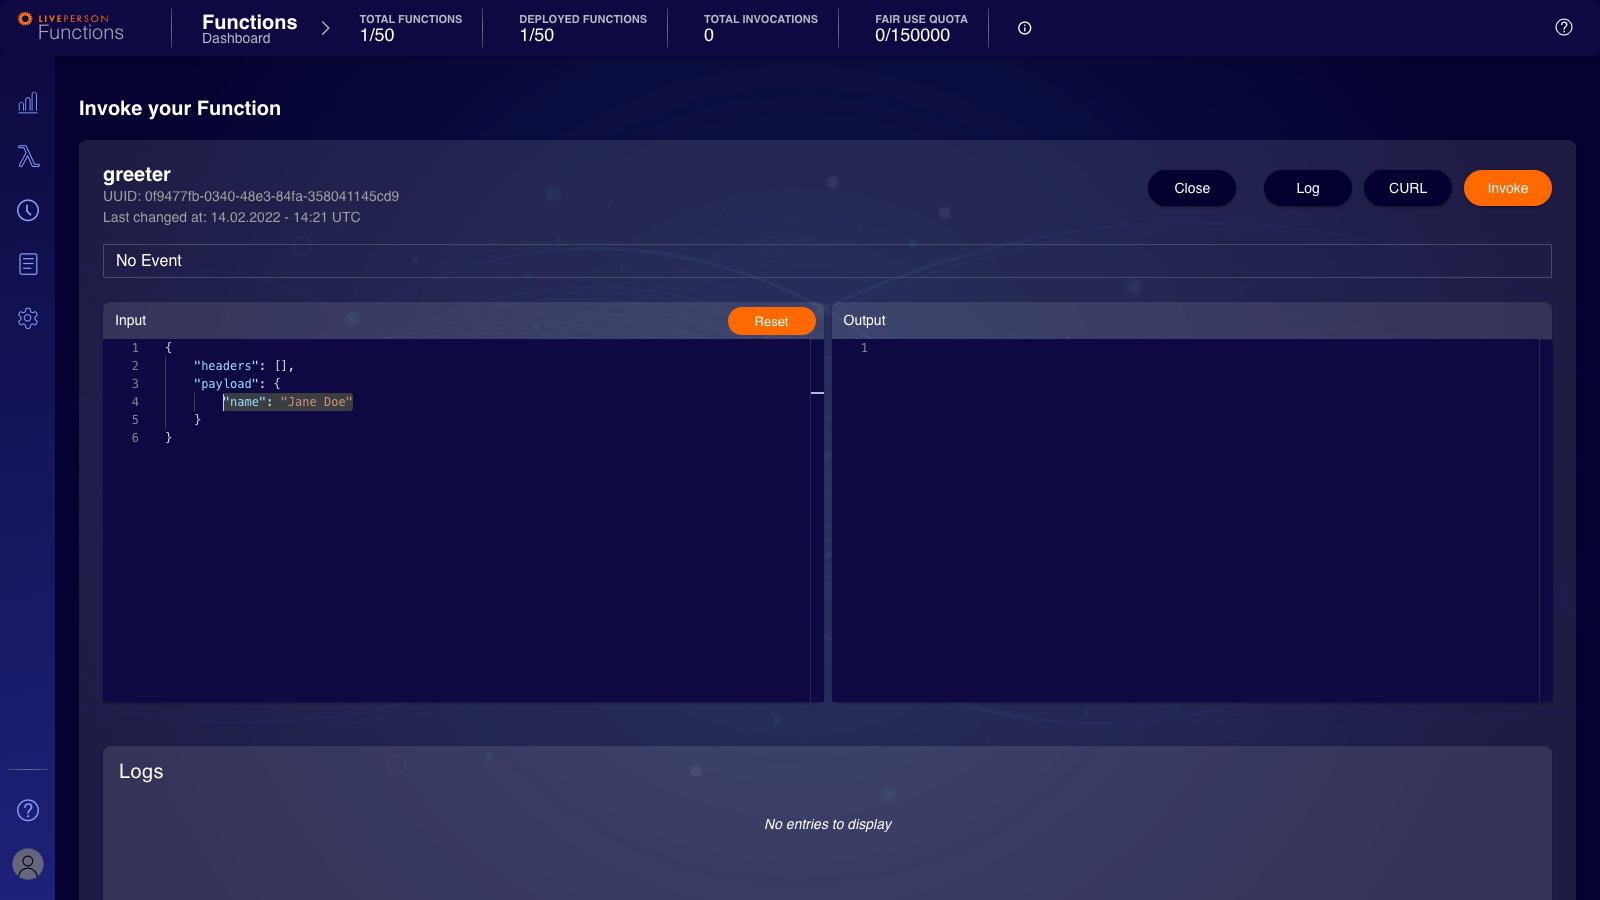 LIVEPERSON
Functions
Functions
Dashboard
TOTAL FUNCTIONS
1/50
DEPLOYED FUNCTIONS
1/50
TOTAL INVOCATIONS
0
FAIR USE QUOTA
0/150000
Invoke your Function
greeter
UUID: 0f9477fb-0340-48e3-84fa-358041145cd9
Last changed at: 14.02.2022 - 14:21 UTC
Close
Log
CURL
Invoke
No Event
Input
Reset
1 {
2 "headers": [],
3 "payload": {
4 "name": "Jane Doe"
5 }
6 }
Output
1
Logs
No entries to display